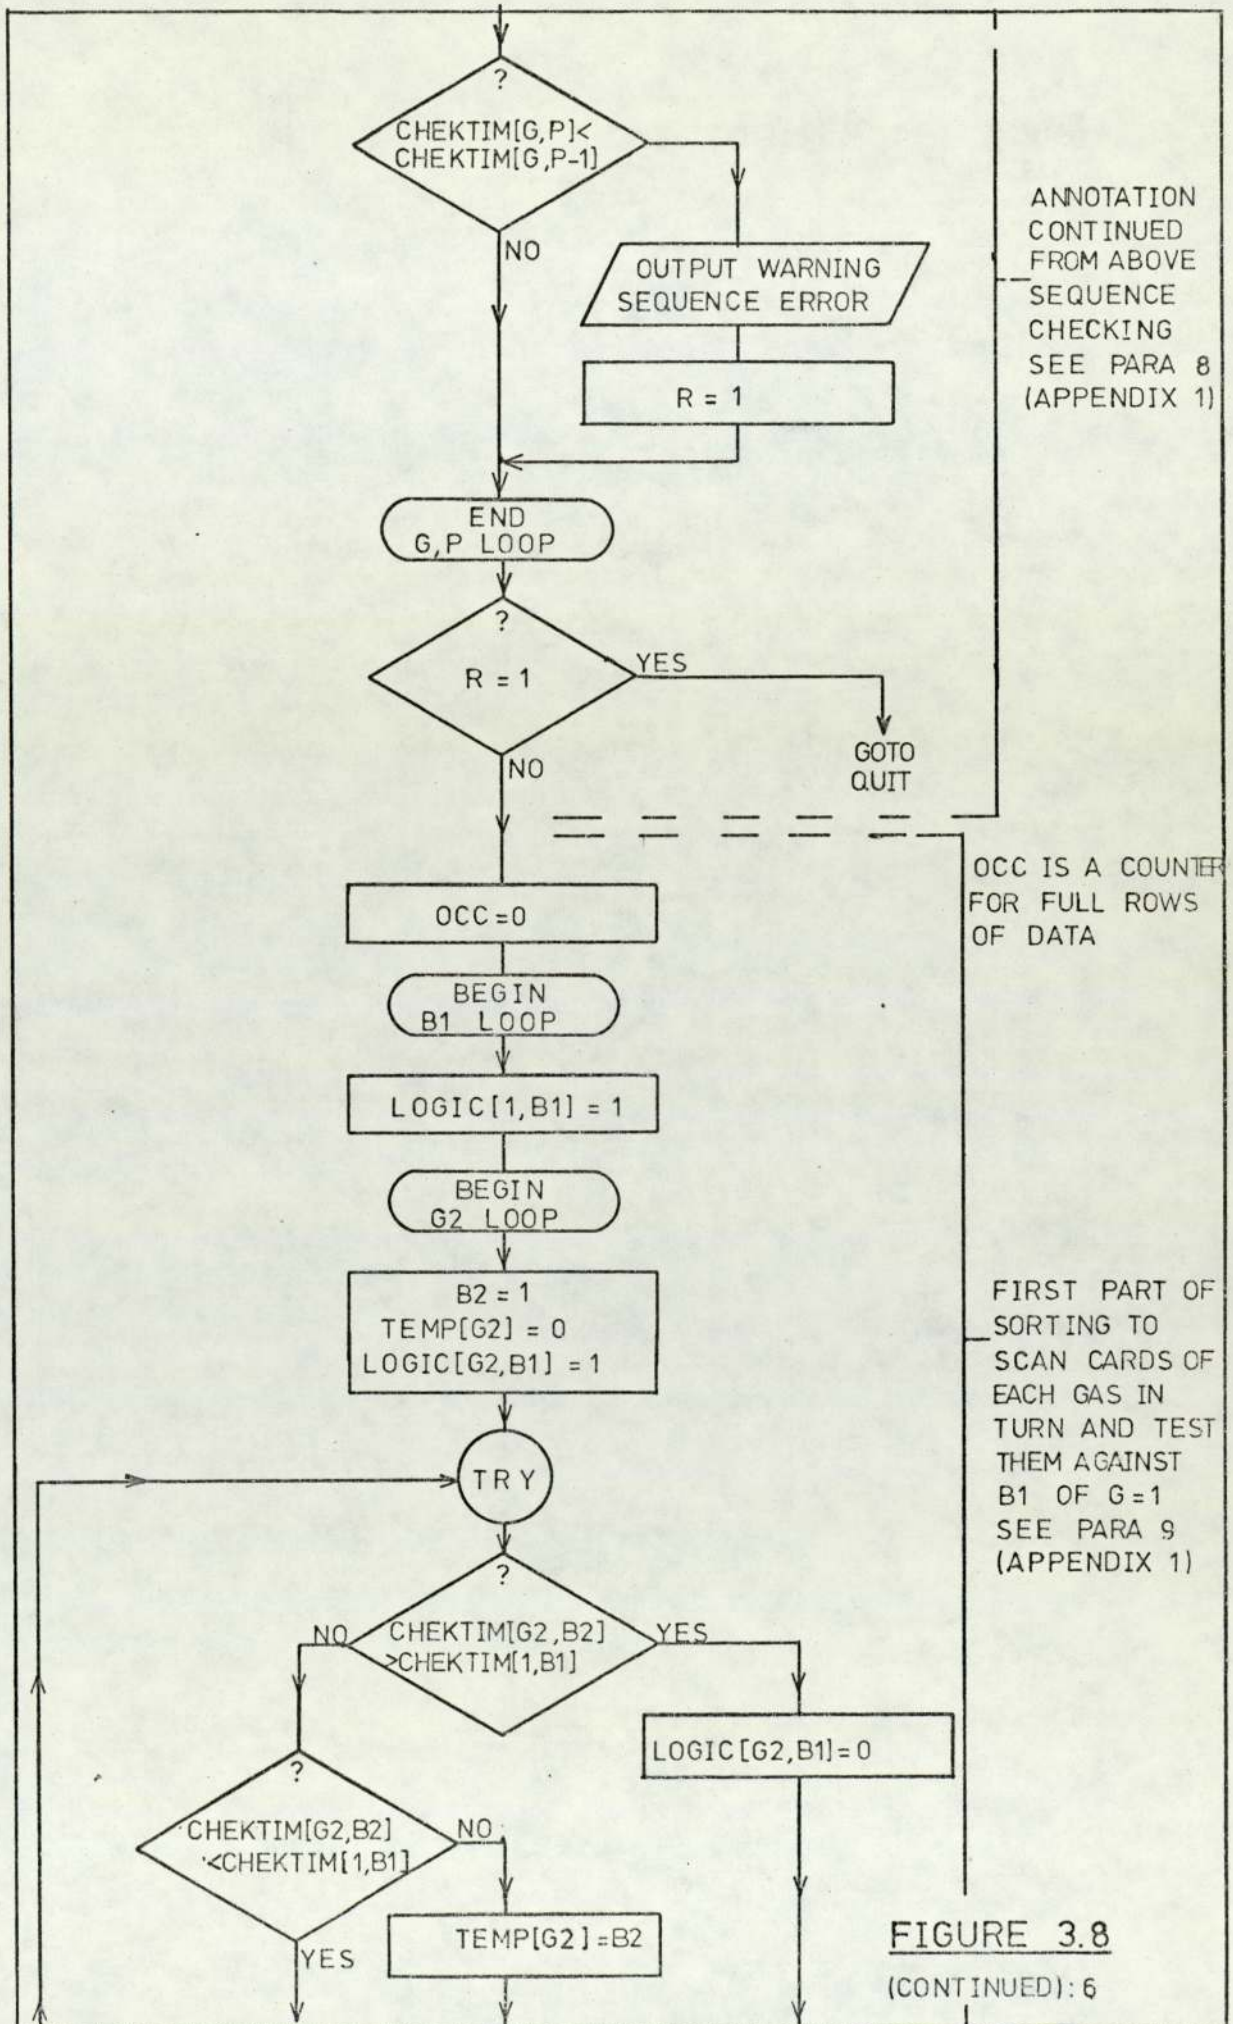 ?
CHEKTIM[G,P]<
CHEKTIM[G,P-1]
NO
OUTPUT WARNING
SEQUENCE ERROR
R = 1
ANNOTATION
CONTINUED
FROM ABOVE
SEQUENCE
CHECKING
SEE PARA 8
(APPENDIX 1)
END
G,P LOOP
?
R = 1
YES
GOTO
QUIT
NO
OCC IS A COUNTER
FOR FULL ROWS
OF DATA
OCC=0
BEGIN
B1 LOOP
LOGIC[1,B1] = 1
BEGIN
G2 LOOP
B2 = 1
TEMP[G2] = 0
LOGIC[G2,B1] = 1
FIRST PART OF
SORTING TO
SCAN CARDS OF
EACH GAS IN
TURN AND TEST
THEM AGAINST
B1 OF G=1
SEE PARA 9
(APPENDIX 1)
TRY
?
NO
CHEKTIM[G2,B2]
>CHEKTIM[1,B1]
YES
LOGIC[G2,B1]=0
?
CHEKTIM[G2,B2]
<CHEKTIM[1,B1]
NO
TEMP[G2]=B2
YES
FIGURE 3.8
(CONTINUED): 6